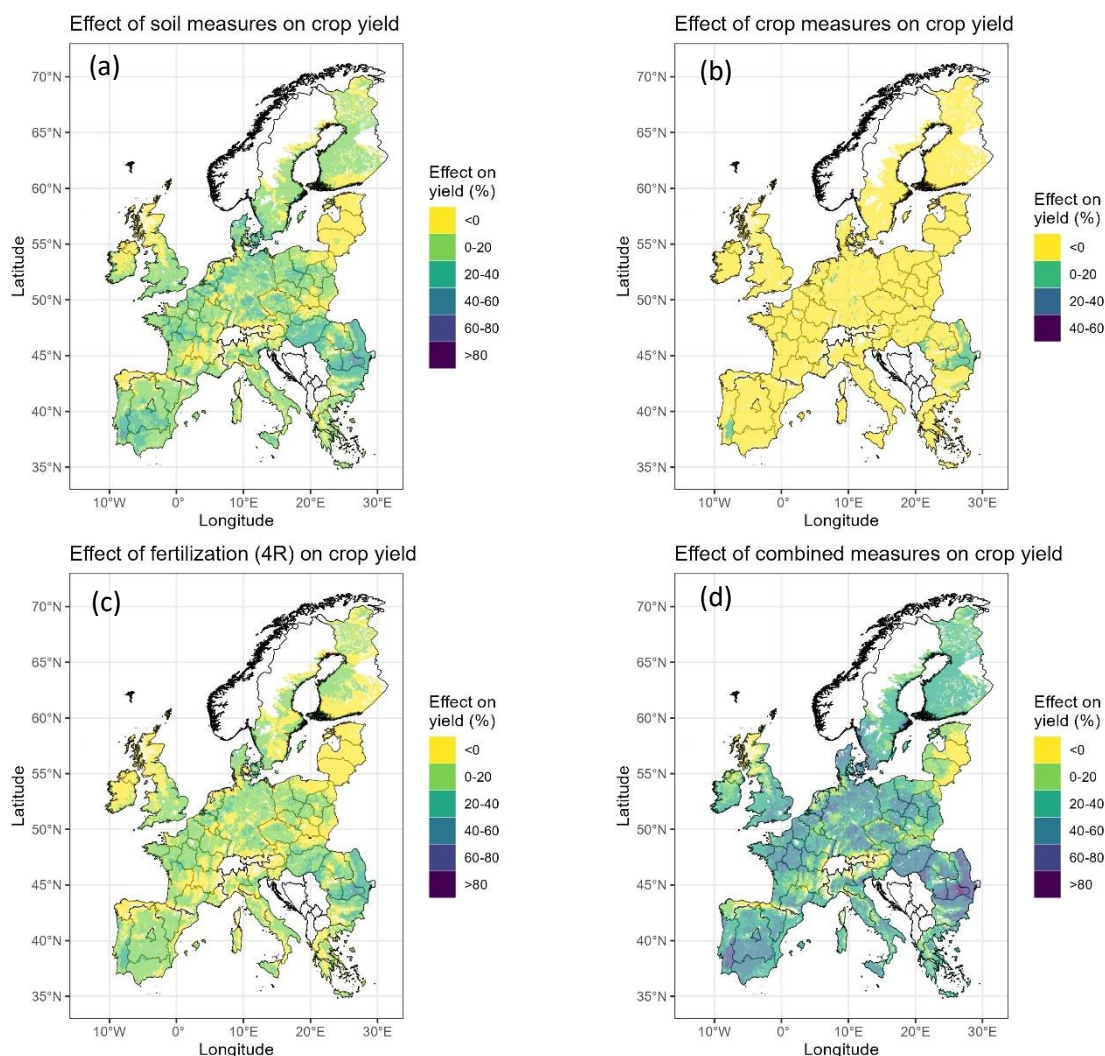 Effect of soil measures on crop yield
(a)
70°N
65°N
60°N
55°N
50°N
45°N
40°N
35°N
Latitude
10°W 0° 10°E 20°E 30°E
Longitude
Effect on
yield (%)
<0
0-20
20-40
40-60
60-80
>80
Effect of crop measures on crop yield
(b)
70°N
65°N
60°N
55°N
50°N
45°N
40°N
35°N
Latitude
10°W 0° 10°E 20°E 30°E
Longitude
Effect on
yield (%)
<0
0-20
20-40
40-60
Effect of fertilization (4R) on crop yield
(c)
70°N
65°N
60°N
55°N
50°N
45°N
40°N
35°N
Latitude
10°W 0° 10°E 20°E 30°E
Longitude
Effect on
yield (%)
<0
0-20
20-40
40-60
60-80
>80
Effect of combined measures on crop yield
(d)
70°N
65°N
60°N
55°N
50°N
45°N
40°N
35°N
Latitude
10°W 0° 10°E 20°E 30°E
Longitude
Effect on
yield (%)
<0
0-20
20-40
40-60
60-80
>80